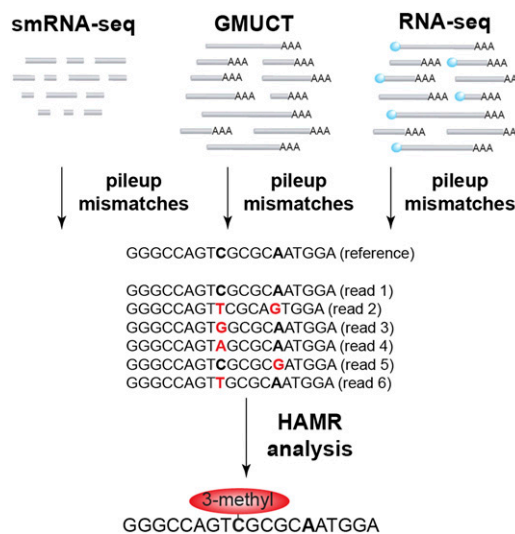 smRNA-seq GMUCT RNA-seq
AAA AAA
AAA AAA AAA AAA
AAA AAA AAA AAA
AAA AAA AAA AAA
AAA AAA
AAA AAA AAA AAA
AAA AAA
pileup pileup pileup
mismatches mismatches mismatches
GGGCCAGTCGCGCAATGGA (reference)
GGGCCAGTCGCGCAATGGA (read 1)
GGGCCAGTTCGCAGTGGA (read 2)
GGGCCAGTGGCGCAATGGA (read 3)
GGGCCAGTAGCGCAATGGA (read 4)
GGGCCAGTCGCGCGATGGA (read 5)
GGGCCAGTTGCGCAATGGA (read 6)
HAMR
analysis
3-methyl
GGGCCAGTCGCGCAATGGA